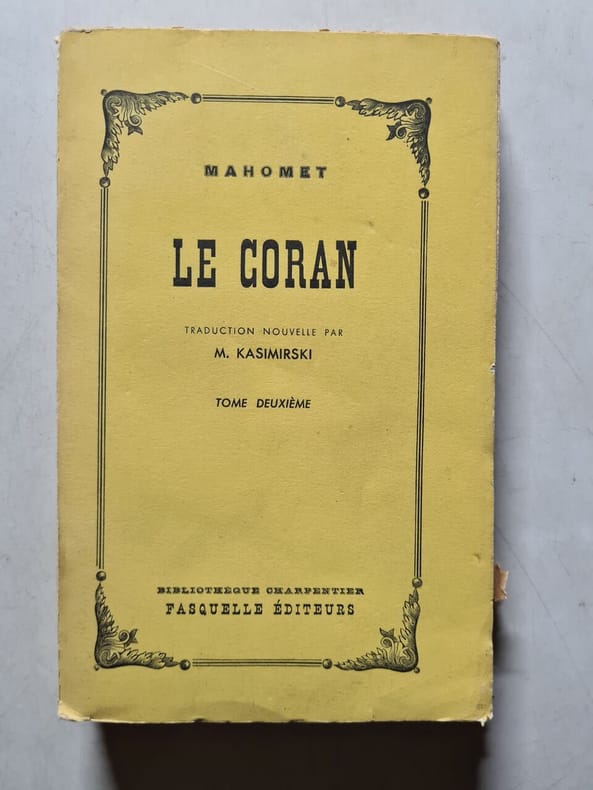 MAHOMET
LE CORAN
TRADUCTION NOUVELLE PAR
M. KASIMIRSKI
TOME DEUXIÈME
BIBLIOTHÈQUE CHARPENTIER
FASQUELLE ÉDITEURS